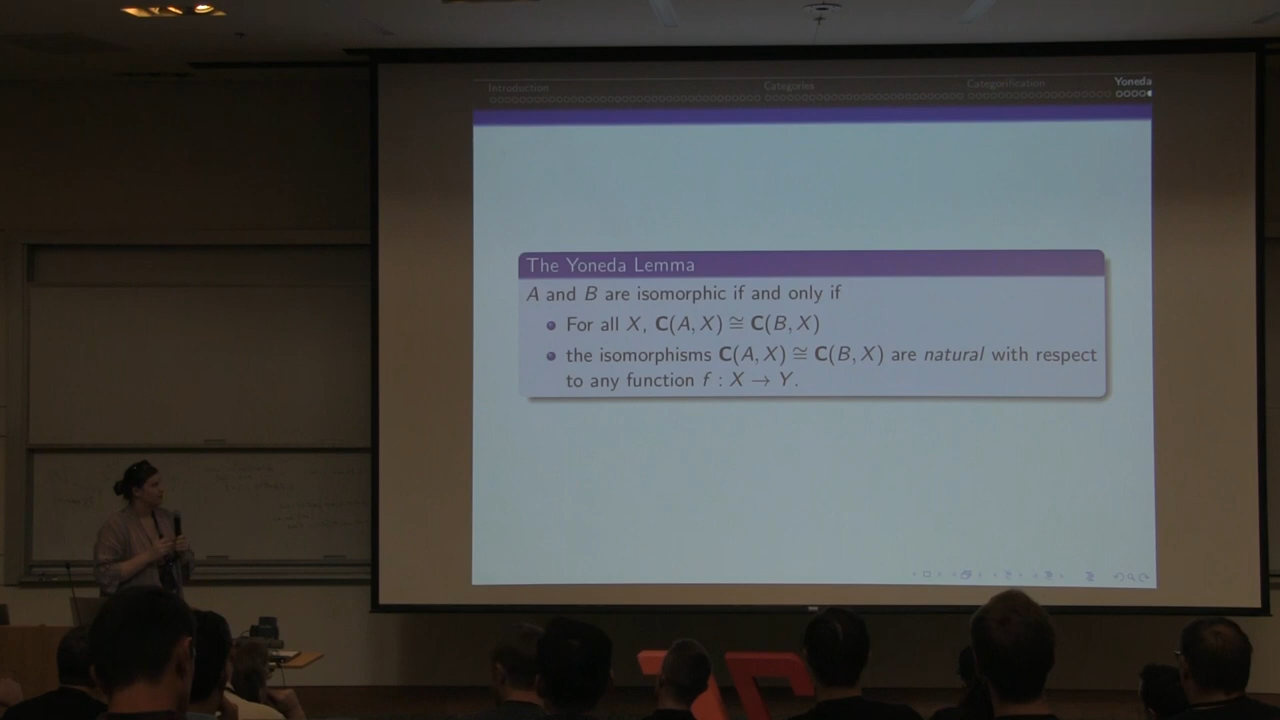 Introduction Categories Categorification Yoneda
The Yoneda Lemma
A and B are isomorphic if and only if
For all X, C(A, X) ≅ C(B, X)
the isomorphisms C(A, X) ≅ C(B, X) are natural with respect
to any function f : X → Y.